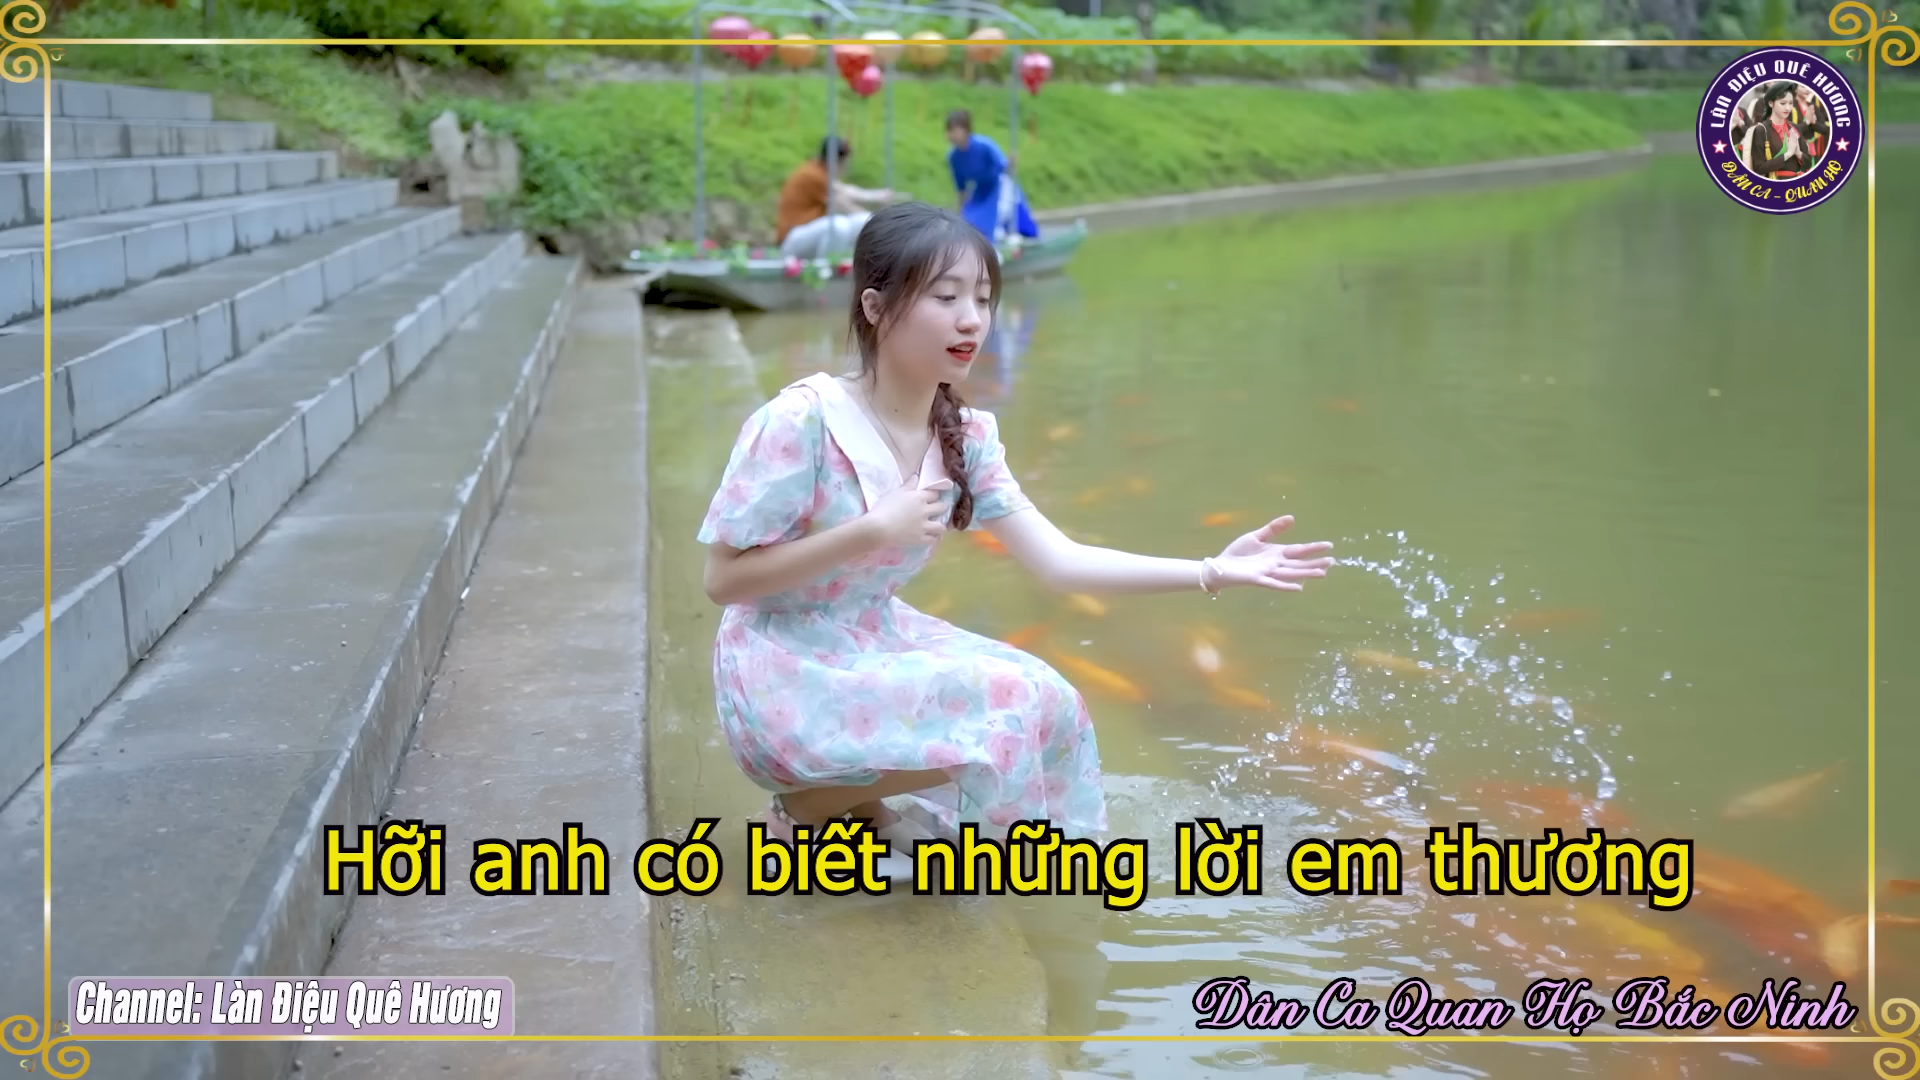 LÀN ĐIỆU QUÊ HƯƠNG
DÂN CA - QUAN HỌ
Hỡi anh có biết những lời em thương
Channel: Làn Điệu Quê Hương
Dân Ca Quan Họ Bắc Ninh